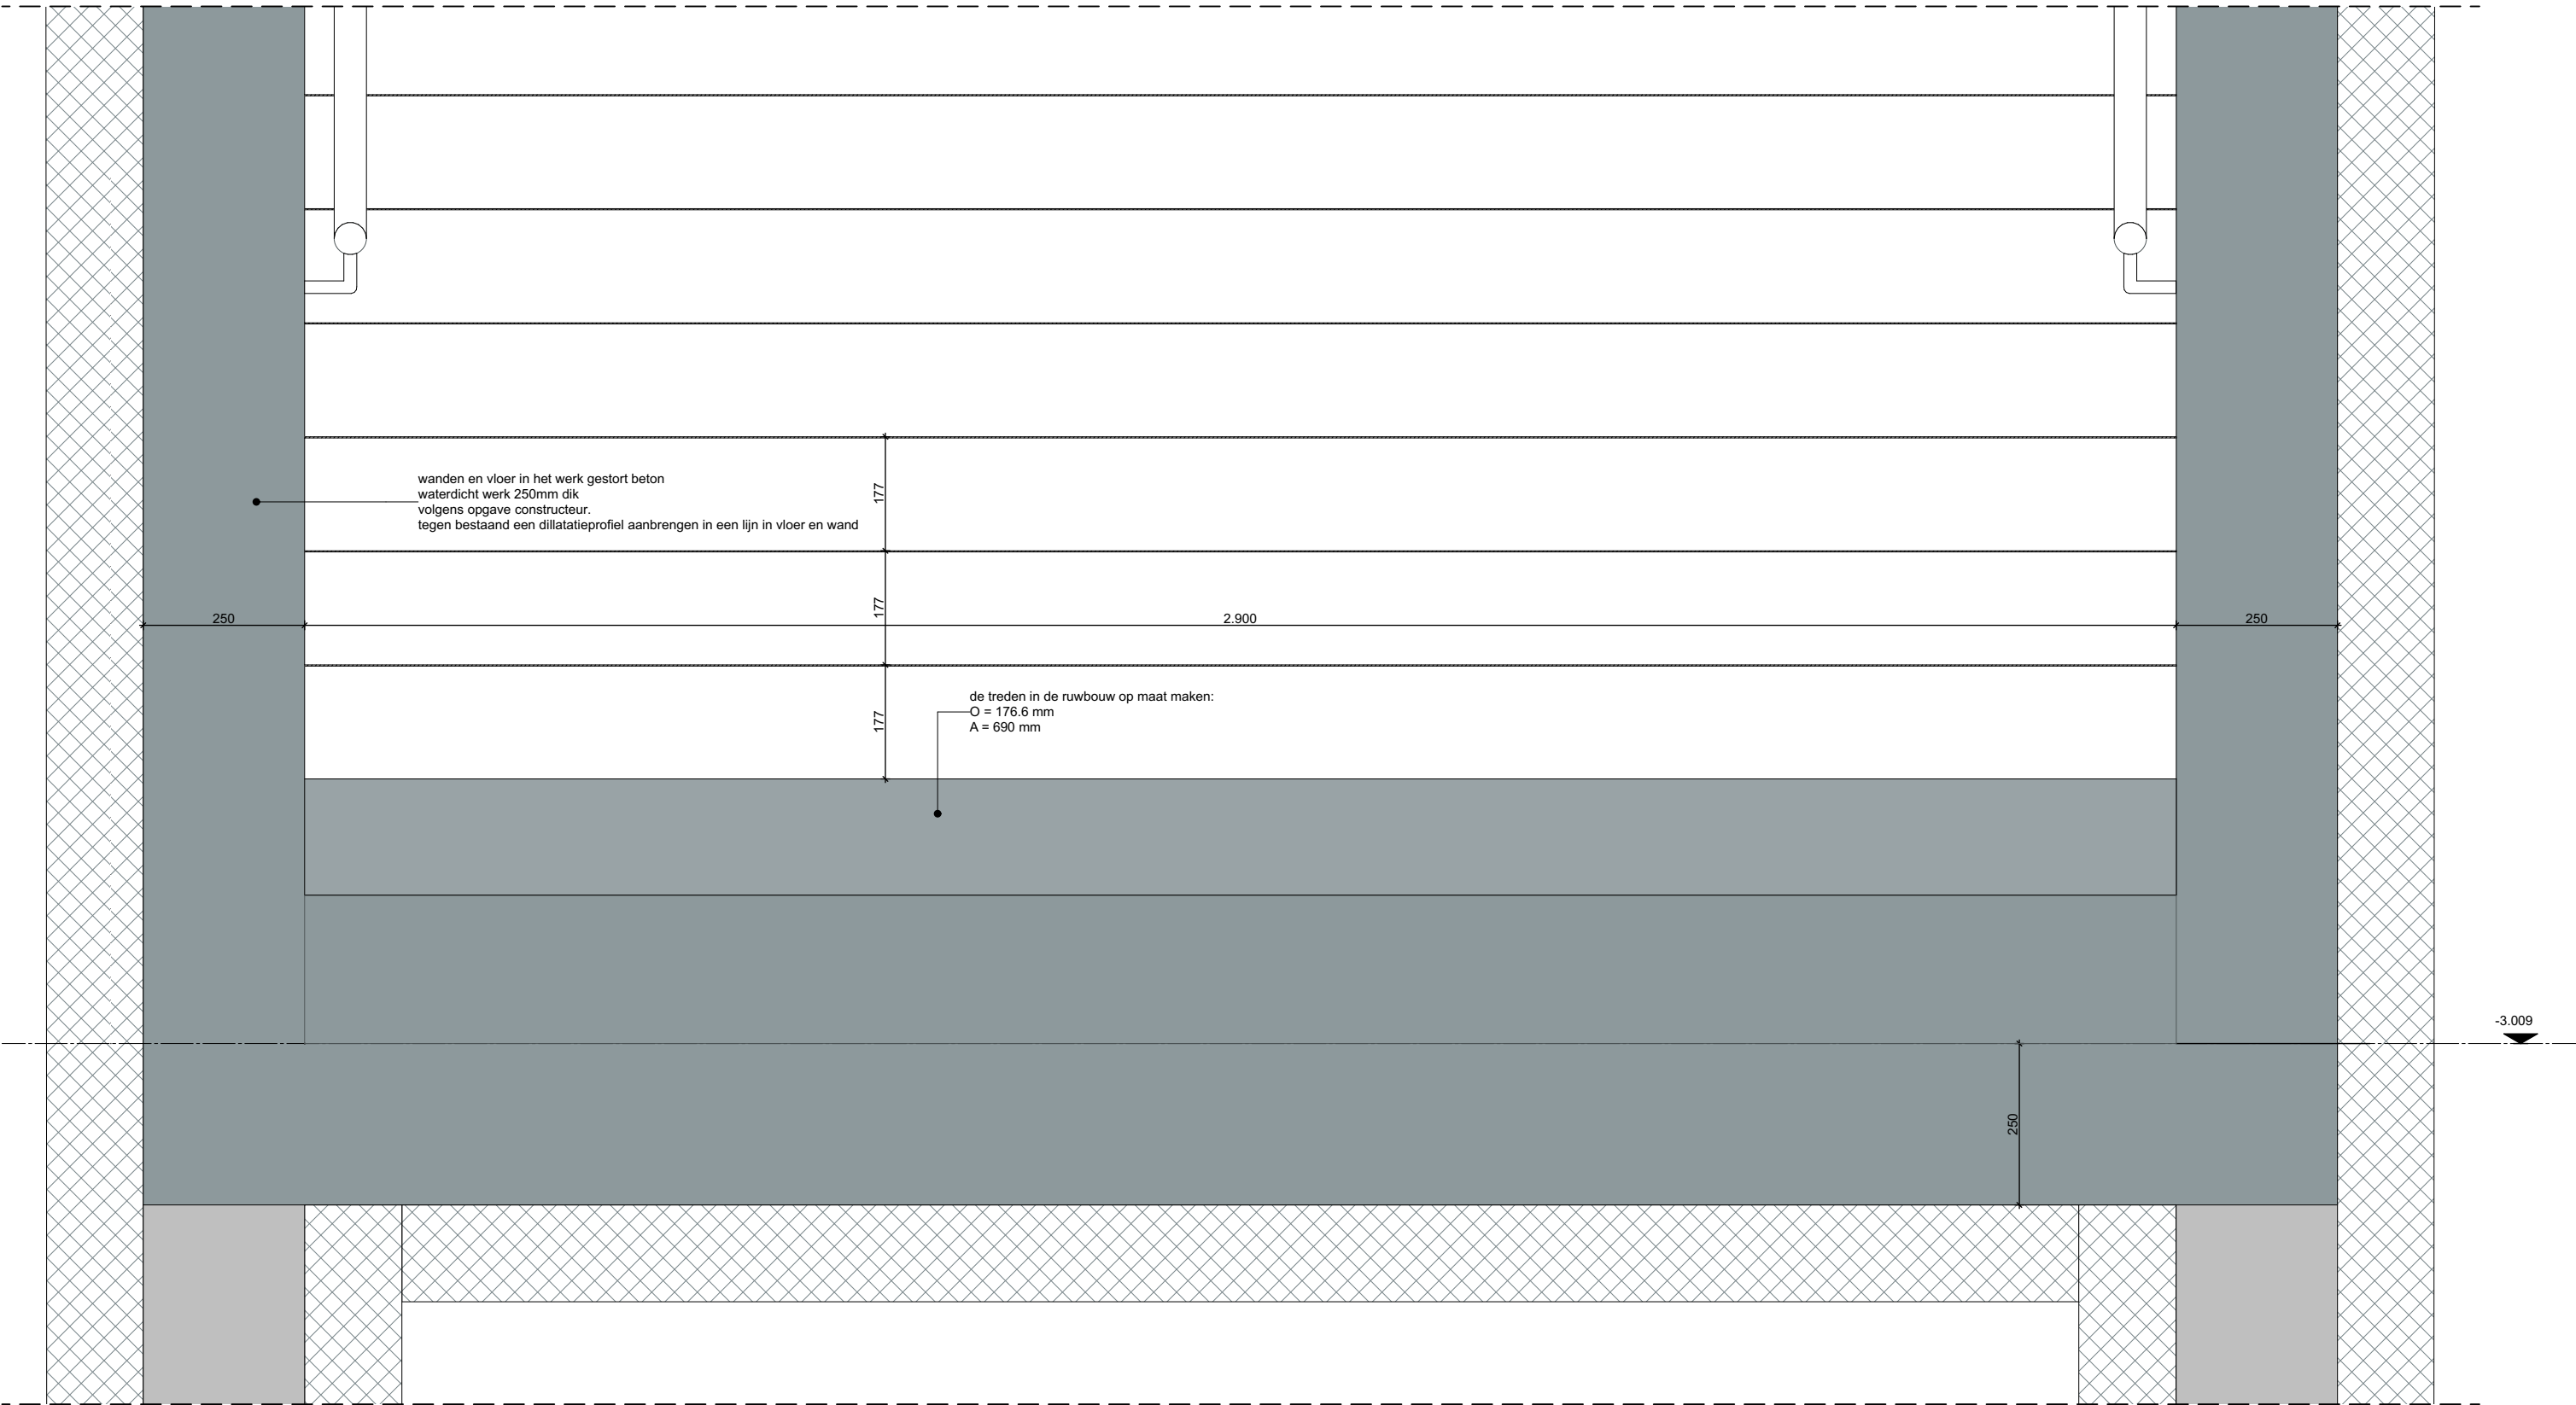 wanden en vloer in het werk gestort beton
waterdicht werk 250mm dik
volgens opgave constructeur.
tegen bestaand een dillatatieprofiel aanbrengen in een lijn in vloer en wand
177
177
250
2.900
250
de treden in de ruwbouw op maat maken:
O = 176.6 mm
A = 690 mm
177
-3.009
250